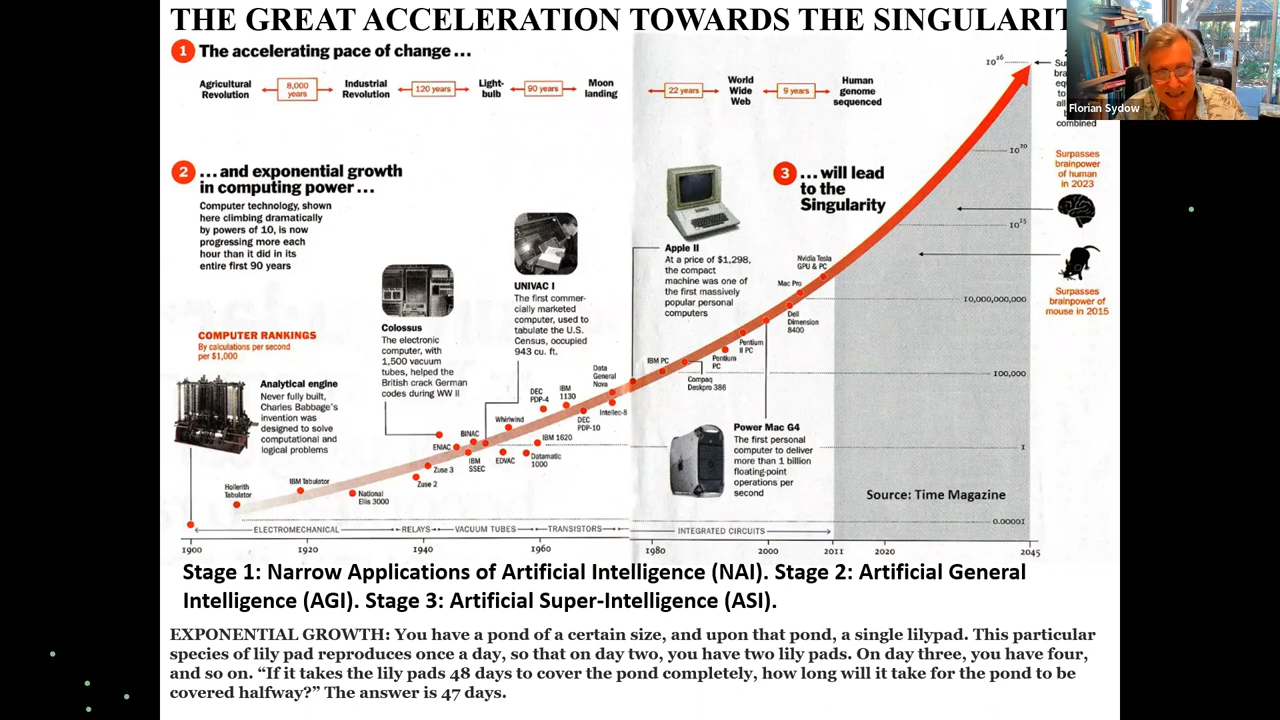 THE GREAT ACCELERATION TOWARDS THE SINGULARIT
1 The accelerating pace of change ...
Agricultural
Revolution
8,000
years
Industrial
Revolution
120 years
Light-
bulb
90 years
Moon
landing
22 years
World
Wide
Web
9 years
Human
genome
sequenced
2 ...and exponential growth
in computing power...
Computer technology, shown
here climbing dramatically
by powers of 10, is now
progressing more each
hour than it did in its
entire first 90 years
COMPUTER RANKINGS
By calculations per second
per $1,000
Analytical engine
Never fully built,
Charles Babbage's
invention was
designed to solve
computational and
logical problems
Colossus
The electronic
computer, with
1,500 vacuum
tubes, helped the
British crack German
codes during WW II
UNIVAC I
The first commer-
cially marketed
computer, used to
tabulate the U.S.
Census, occupied
943 cu. ft.
Apple II
At a price of $1,298,
the compact
machine was one of
the first massively
popular personal
computers
3 ...will lead
to the
Singularity
Power Mac G4
The first personal
computer to deliver
more than 1 billion
floating-point
operations per
second
Hollerith
Tabulator
IBM Tabulator
National
Ellis 3000
Zuse 2
Zuse 3
ENIAC
BINAC
IBM
SSEC
Whirlwind
EDVAC
Datamatic
1000
IBM 1620
DEC
PDP-4
IBM
1130
DEC
PDP-10
Data
General
Nova
Intellec-8
IBM PC
Compaq
Deskpro 386
Pentium
PC
Pentium
II PC
Dell
Dimension
8400
Mac Pro
Nvidia Tesla
GPU & PC
10²⁶
10²⁰
10¹⁵
10,000,000,000
100,000
1
0.00001
Su
bra
eq
to
al
combined
Florian Sydow
Surpasses
brainpower
of human
in 2023
Surpasses
brainpower of
mouse in 2015
Source: Time Magazine
ELECTROMECHANICAL
RELAYS
VACUUM TUBES
TRANSISTORS
INTEGRATED CIRCUITS
1900 1920 1940 1960 1980 2000 2011 2020 2045
Stage 1: Narrow Applications of Artificial Intelligence (NAI). Stage 2: Artificial General
Intelligence (AGI). Stage 3: Artificial Super-Intelligence (ASI).
EXPONENTIAL GROWTH: You have a pond of a certain size, and upon that pond, a single lilypad. This particular
species of lily pad reproduces once a day, so that on day two, you have two lily pads. On day three, you have four,
and so on. “If it takes the lily pads 48 days to cover the pond completely, how long will it take for the pond to be
covered halfway?” The answer is 47 days.